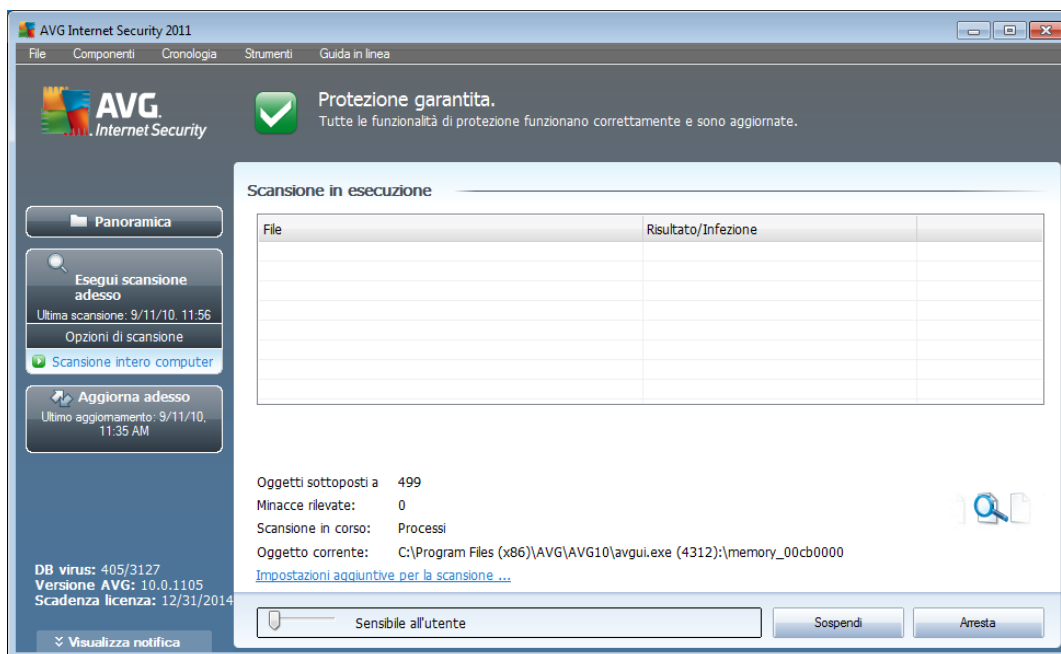 AVG Internet Security 2011
File Componenti Cronologia Strumenti Guida in linea
AVG.
Internet Security
Protezione garantita.
Tutte le funzionalità di protezione funzionano correttamente e sono aggiornate.
Panoramica
Esegui scansione
adesso
Ultima scansione: 9/11/10. 11:56
Opzioni di scansione
Scansione intero computer
Aggiorna adesso
Ultimo aggiornamento: 9/11/10,
11:35 AM
DB virus: 405/3127
Versione AVG: 10.0.1105
Scadenza licenza: 12/31/2014
Visualizza notifica
Scansione in esecuzione
File Risultato/Infezione
Oggetti sottoposti a 499
Minacce rilevate: 0
Scansione in corso: Processi
Oggetto corrente: C:\Program Files (x86)\AVG\AVG10\avgui.exe (4312):\memory_00cb0000
Impostazioni aggiuntive per la scansione ...
Sensibile all'utente Sospendi Arresta